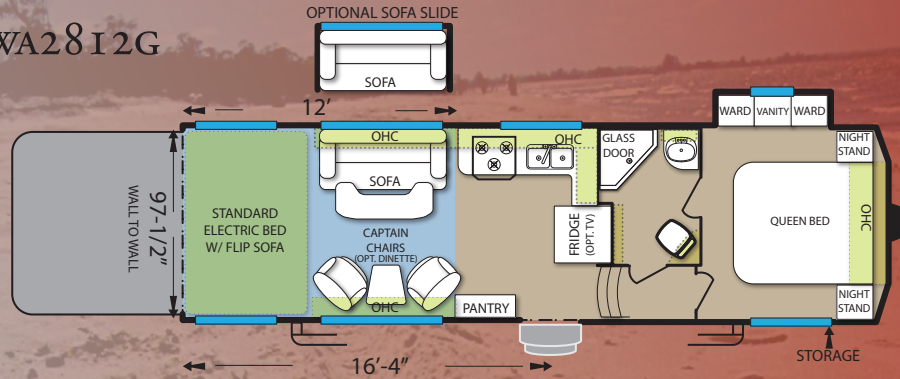 OPTIONAL SOFA SLIDE
WA2812G
SOFA
12'
WARD
VANITY
WARD
OHC
OHC
GLASS
DOOR
NIGHT
STAND
SOFA
97-1/2"
WALL TO WALL
STANDARD
ELECTRIC BED
W/ FLIP SOFA
CAPTAIN
CHAIRS
(OPT. DINETTE)
FRIDGE
(OPT. TV)
QUEEN BED
OHC
OHC
PANTRY
NIGHT
STAND
STORAGE
16'-4"